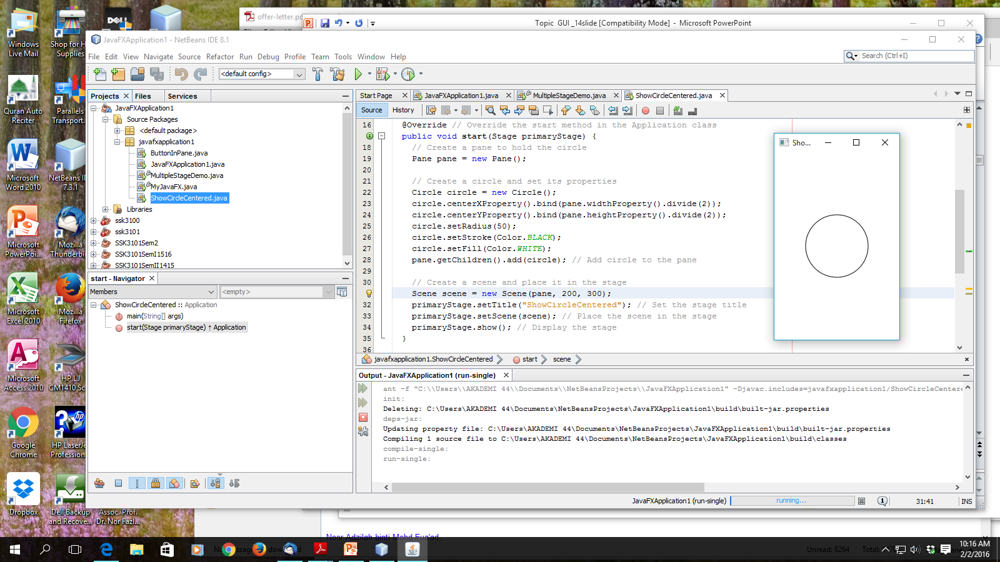 Windows
Live Mail
Shop for H
Supplies
DELL
Quran Auto
Reciter
Parallels
Transport...
Microsoft
Word 2010
NetBeans ID
7.3.1
Microsoft
PowerPoi...
Mozilla
Thunderbi
Microsoft
Excel 2010
Mozilla
Firefox
Microsoft
Access 2010
HP LJ
CM1410 Sc
Google
Chrome
HP LaserJe
Profession
Dropbox
Dell Backup
and Recove...
Assoc. Prof.
Dr. Nor Fazl...
offer-letter.p
Topic GUI _14slide [Compatibility Mode] - Microsoft PowerPoint
JavaFXApplication1 - NetBeans IDE 8.1
File Edit View Navigate Source Refactor Run Debug Profile Team Tools Window Help
Search (Ctrl+I)
<default config>
Projects Files Services
JavaFXApplication1
Source Packages
<default package>
javafxapplication1
ButtonInPane.java
JavaFXApplication1.java
MultipleStageDemo.java
MyJavaFX.java
ShowCircleCentered.java
Libraries
ssk3100
ssk3101
SSK3101Sem2
SSK3101SemI1516
SSK3101SemII1415
start - Navigator
Members <empty>
ShowCircleCentered :: Application
main(String[] args)
start(Stage primaryStage) ↑ Application
Start Page JavaFXApplication1.java MultipleStageDemo.java ShowCircleCentered.java
Source History
16 @Override // Override the start method in the Application class
public void start(Stage primaryStage) {
18 // Create a pane to hold the circle
19 Pane pane = new Pane();
20
21 // Create a circle and set its properties
22 Circle circle = new Circle();
23 circle.centerXProperty().bind(pane.widthProperty().divide(2));
24 circle.centerYProperty().bind(pane.heightProperty().divide(2));
25 circle.setRadius(50);
26 circle.setStroke(Color.BLACK);
27 circle.setFill(Color.WHITE);
28 pane.getChildren().add(circle); // Add circle to the pane
29
30 // Create a scene and place it in the stage
Scene scene = new Scene(pane, 200, 300);
32 primaryStage.setTitle("ShowCircleCentered"); // Set the stage title
33 primaryStage.setScene(scene); // Place the scene in the stage
34 primaryStage.show(); // Display the stage
35 }
36
Sho...
javafxapplication1.ShowCircleCentered start scene
Output - JavaFXApplication1 (run-single)
ant -f "C:\\Users\\AKADEMI 44\\Documents\\NetBeansProjects\\JavaFXApplication1" -Djavac.includes=javafxapplication1/ShowCircleCentere
init:
Deleting: C:\Users\AKADEMI 44\Documents\NetBeansProjects\JavaFXApplication1\build\built-jar.properties
deps-jar:
Updating property file: C:\Users\AKADEMI 44\Documents\NetBeansProjects\JavaFXApplication1\build\built-jar.properties
Compiling 1 source file to C:\Users\AKADEMI 44\Documents\NetBeansProjects\JavaFXApplication1\build\classes
compile-single:
run-single:
JavaFXApplication1 (run-single) running... 1 31:41 INS
Noor Adzilah binti Mohd Fua'ad
Unread: 8264 Total:
10:16 AM
2/2/2016